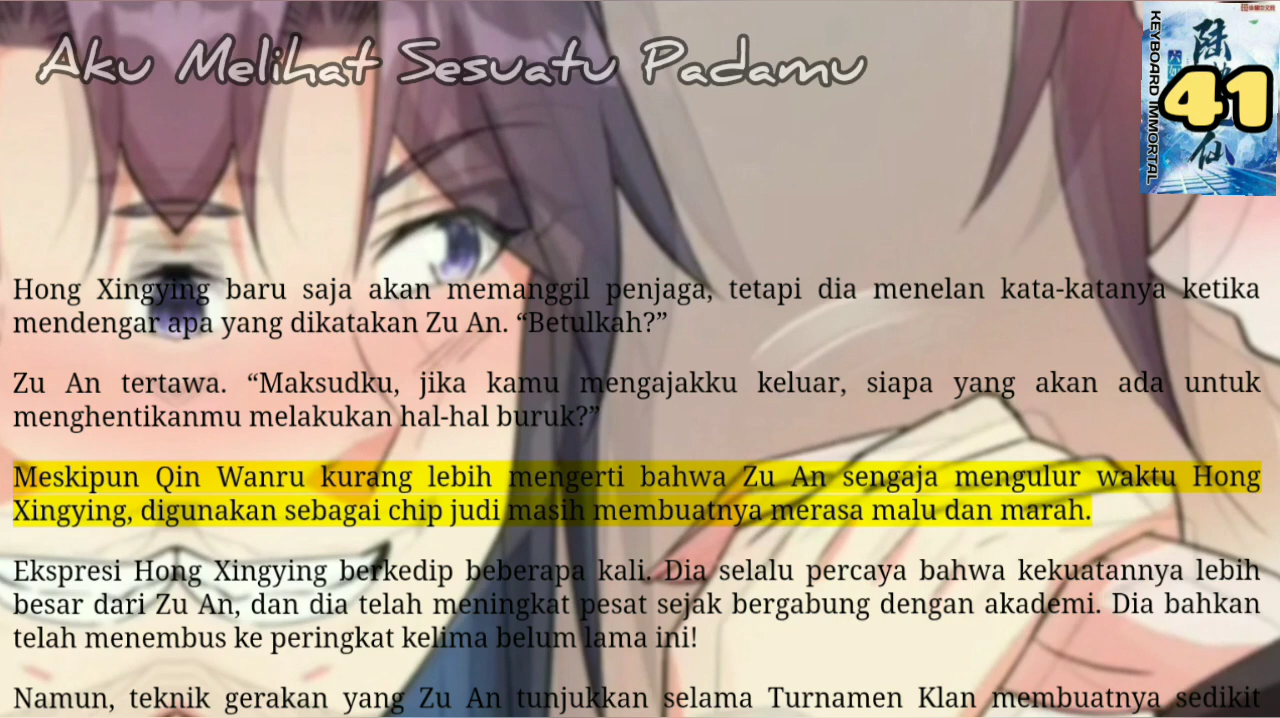 Aku Melihat Sesuatu Padamu
KEYBOARD IMMORTAL
41
Hong Xingying baru saja akan memanggil penjaga, tetapi dia menelan kata-katanya ketika
mendengar apa yang dikatakan Zu An. “Betulkah?”
Zu An tertawa. “Maksudku, jika kamu mengajakku keluar, siapa yang akan ada untuk
menghentikanmu melakukan hal-hal buruk?”
Meskipun Qin Wanru kurang lebih mengerti bahwa Zu An sengaja mengulur waktu Hong
Xingying, digunakan sebagai chip judi masih membuatnya merasa malu dan marah.
Ekspresi Hong Xingying berkedip beberapa kali. Dia selalu percaya bahwa kekuatannya lebih
besar dari Zu An, dan dia telah meningkat pesat sejak bergabung dengan akademi. Dia bahkan
telah menembus ke peringkat kelima belum lama ini!
Namun, teknik gerakan yang Zu An tunjukkan selama Turnamen Klan membuatnya sedikit